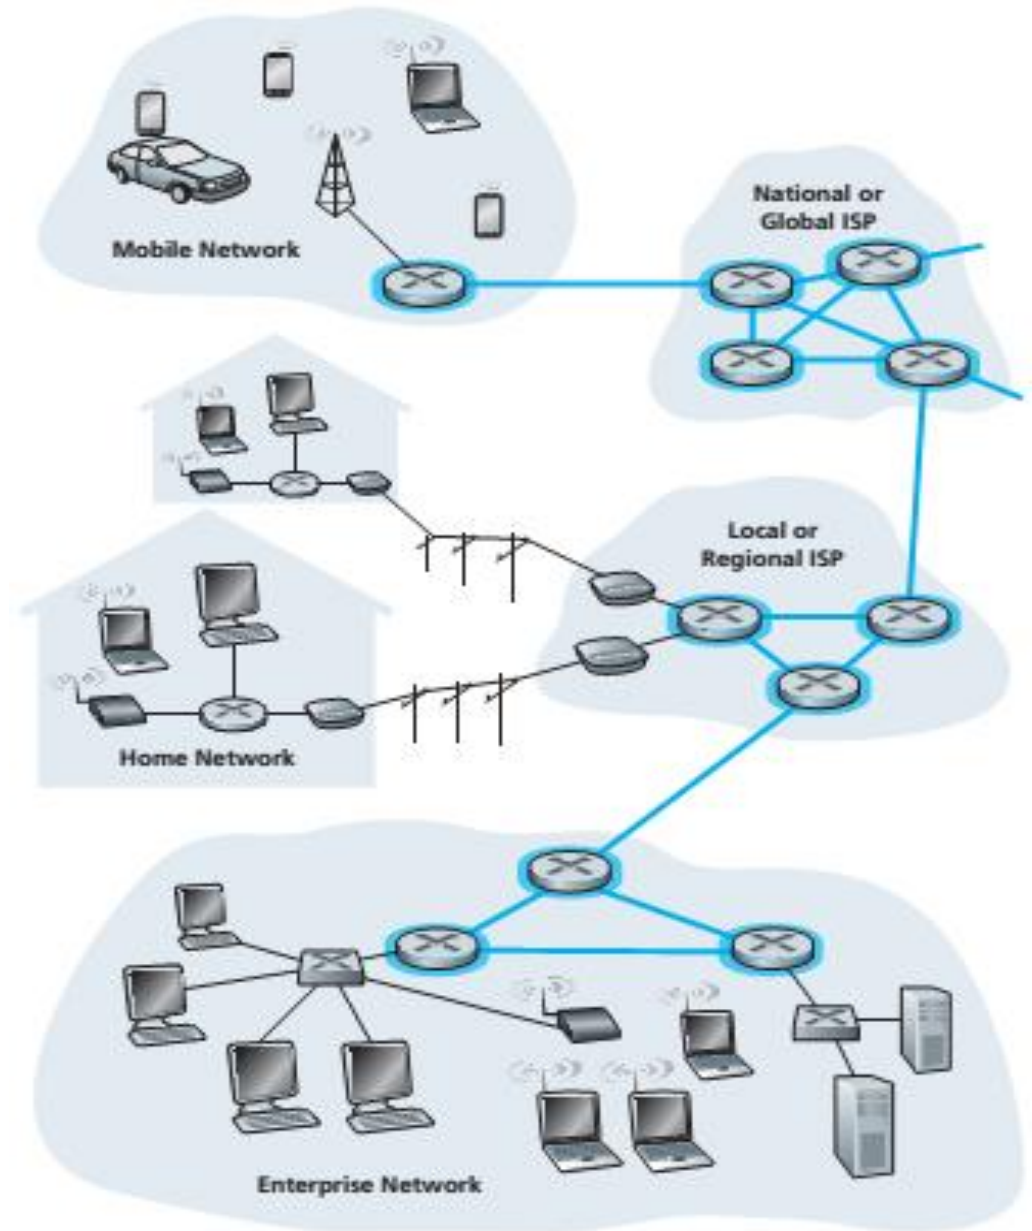 National or
Global ISP
Mobile Network
Local or
Regional ISP
Home Network
Enterprise Network